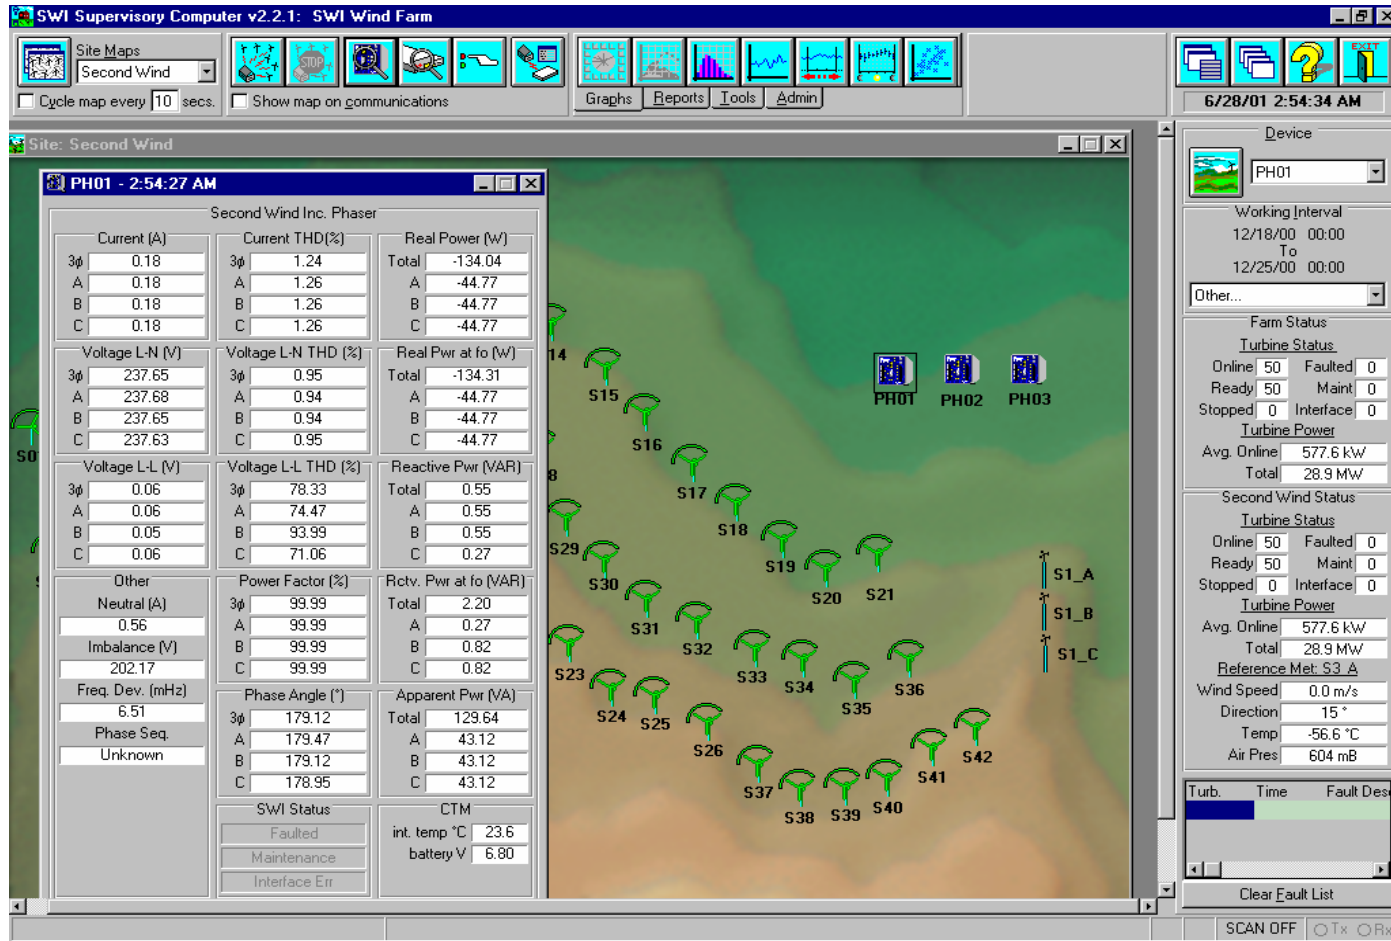 SWI Supervisory Computer v2.2.1: SWI Wind Farm
Site Maps
Second Wind
Cycle map every 10 secs.
STOP
Show map on communications
Graphs Reports Tools Admin
EXIT
6/28/01 2:54:34 AM
Site: Second Wind
PH01 - 2:54:27 AM
Second Wind Inc. Phaser
Current (A)
3ϕ 0.18
A 0.18
B 0.18
C 0.18
Current THD(%)
3ϕ 1.24
A 1.26
B 1.26
C 1.26
Real Power (W)
Total -134.04
A -44.77
B -44.77
C -44.77
Voltage L-N (V)
3ϕ 237.65
A 237.68
B 237.65
C 237.63
Voltage L-N THD (%)
3ϕ 0.95
A 0.94
B 0.94
C 0.95
Real Pwr at fo (W)
Total -134.31
A -44.77
B -44.77
C -44.77
Voltage L-L (V)
3ϕ 0.06
A 0.06
B 0.05
C 0.06
Voltage L-L THD (%)
3ϕ 78.33
A 74.47
B 93.99
C 71.06
Reactive Pwr (VAR)
Total 0.55
A 0.55
B 0.55
C 0.27
Other
Neutral (A)
0.56
Imbalance (V)
202.17
Freq. Dev. (mHz)
6.51
Phase Seq.
Unknown
Power Factor (%)
3ϕ 99.99
A 99.99
B 99.99
C 99.99
Rctv. Pwr at fo (VAR)
Total 2.20
A 0.27
B 0.82
C 0.82
Phase Angle (°)
3ϕ 179.12
A 179.47
B 179.12
C 178.95
Apparent Pwr (VA)
Total 129.64
A 43.12
B 43.12
C 43.12
SWI Status
Faulted
Maintenance
Interface Err
CTM
int. temp °C 23.6
battery V 6.80
S0
14
S15
S16
S17
S18
S19
S20
S21
8
S29
S30
S31
S32
S33
S34
S35
S36
S23
S24
S25
S26
S37
S38
S39
S40
S41
S42
PH01 PH02 PH03
S1_A
S1_B
S1_C
Device
PH01
Working Interval
12/18/00 00:00
To
12/25/00 00:00
Other...
Farm Status
Turbine Status
Online 50 Faulted 0
Ready 50 Maint 0
Stopped 0 Interface 0
Turbine Power
Avg. Online 577.6 kW
Total 28.9 MW
Second Wind Status
Turbine Status
Online 50 Faulted 0
Ready 50 Maint 0
Stopped 0 Interface 0
Turbine Power
Avg. Online 577.6 kW
Total 28.9 MW
Reference Met: S3 A
Wind Speed 0.0 m/s
Direction 15 °
Temp -56.6 °C
Air Pres 604 mB
Turb. Time Fault Des
Clear Fault List
SCAN OFF Tx Rx